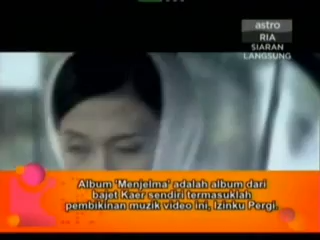 astro
RIA
SIARAN
LANGSUNG
Album 'Menjelma' adalah album dari
bajet Kaer sendiri termasuklah
pembikinan muzik video ini, Izinku Pergi.